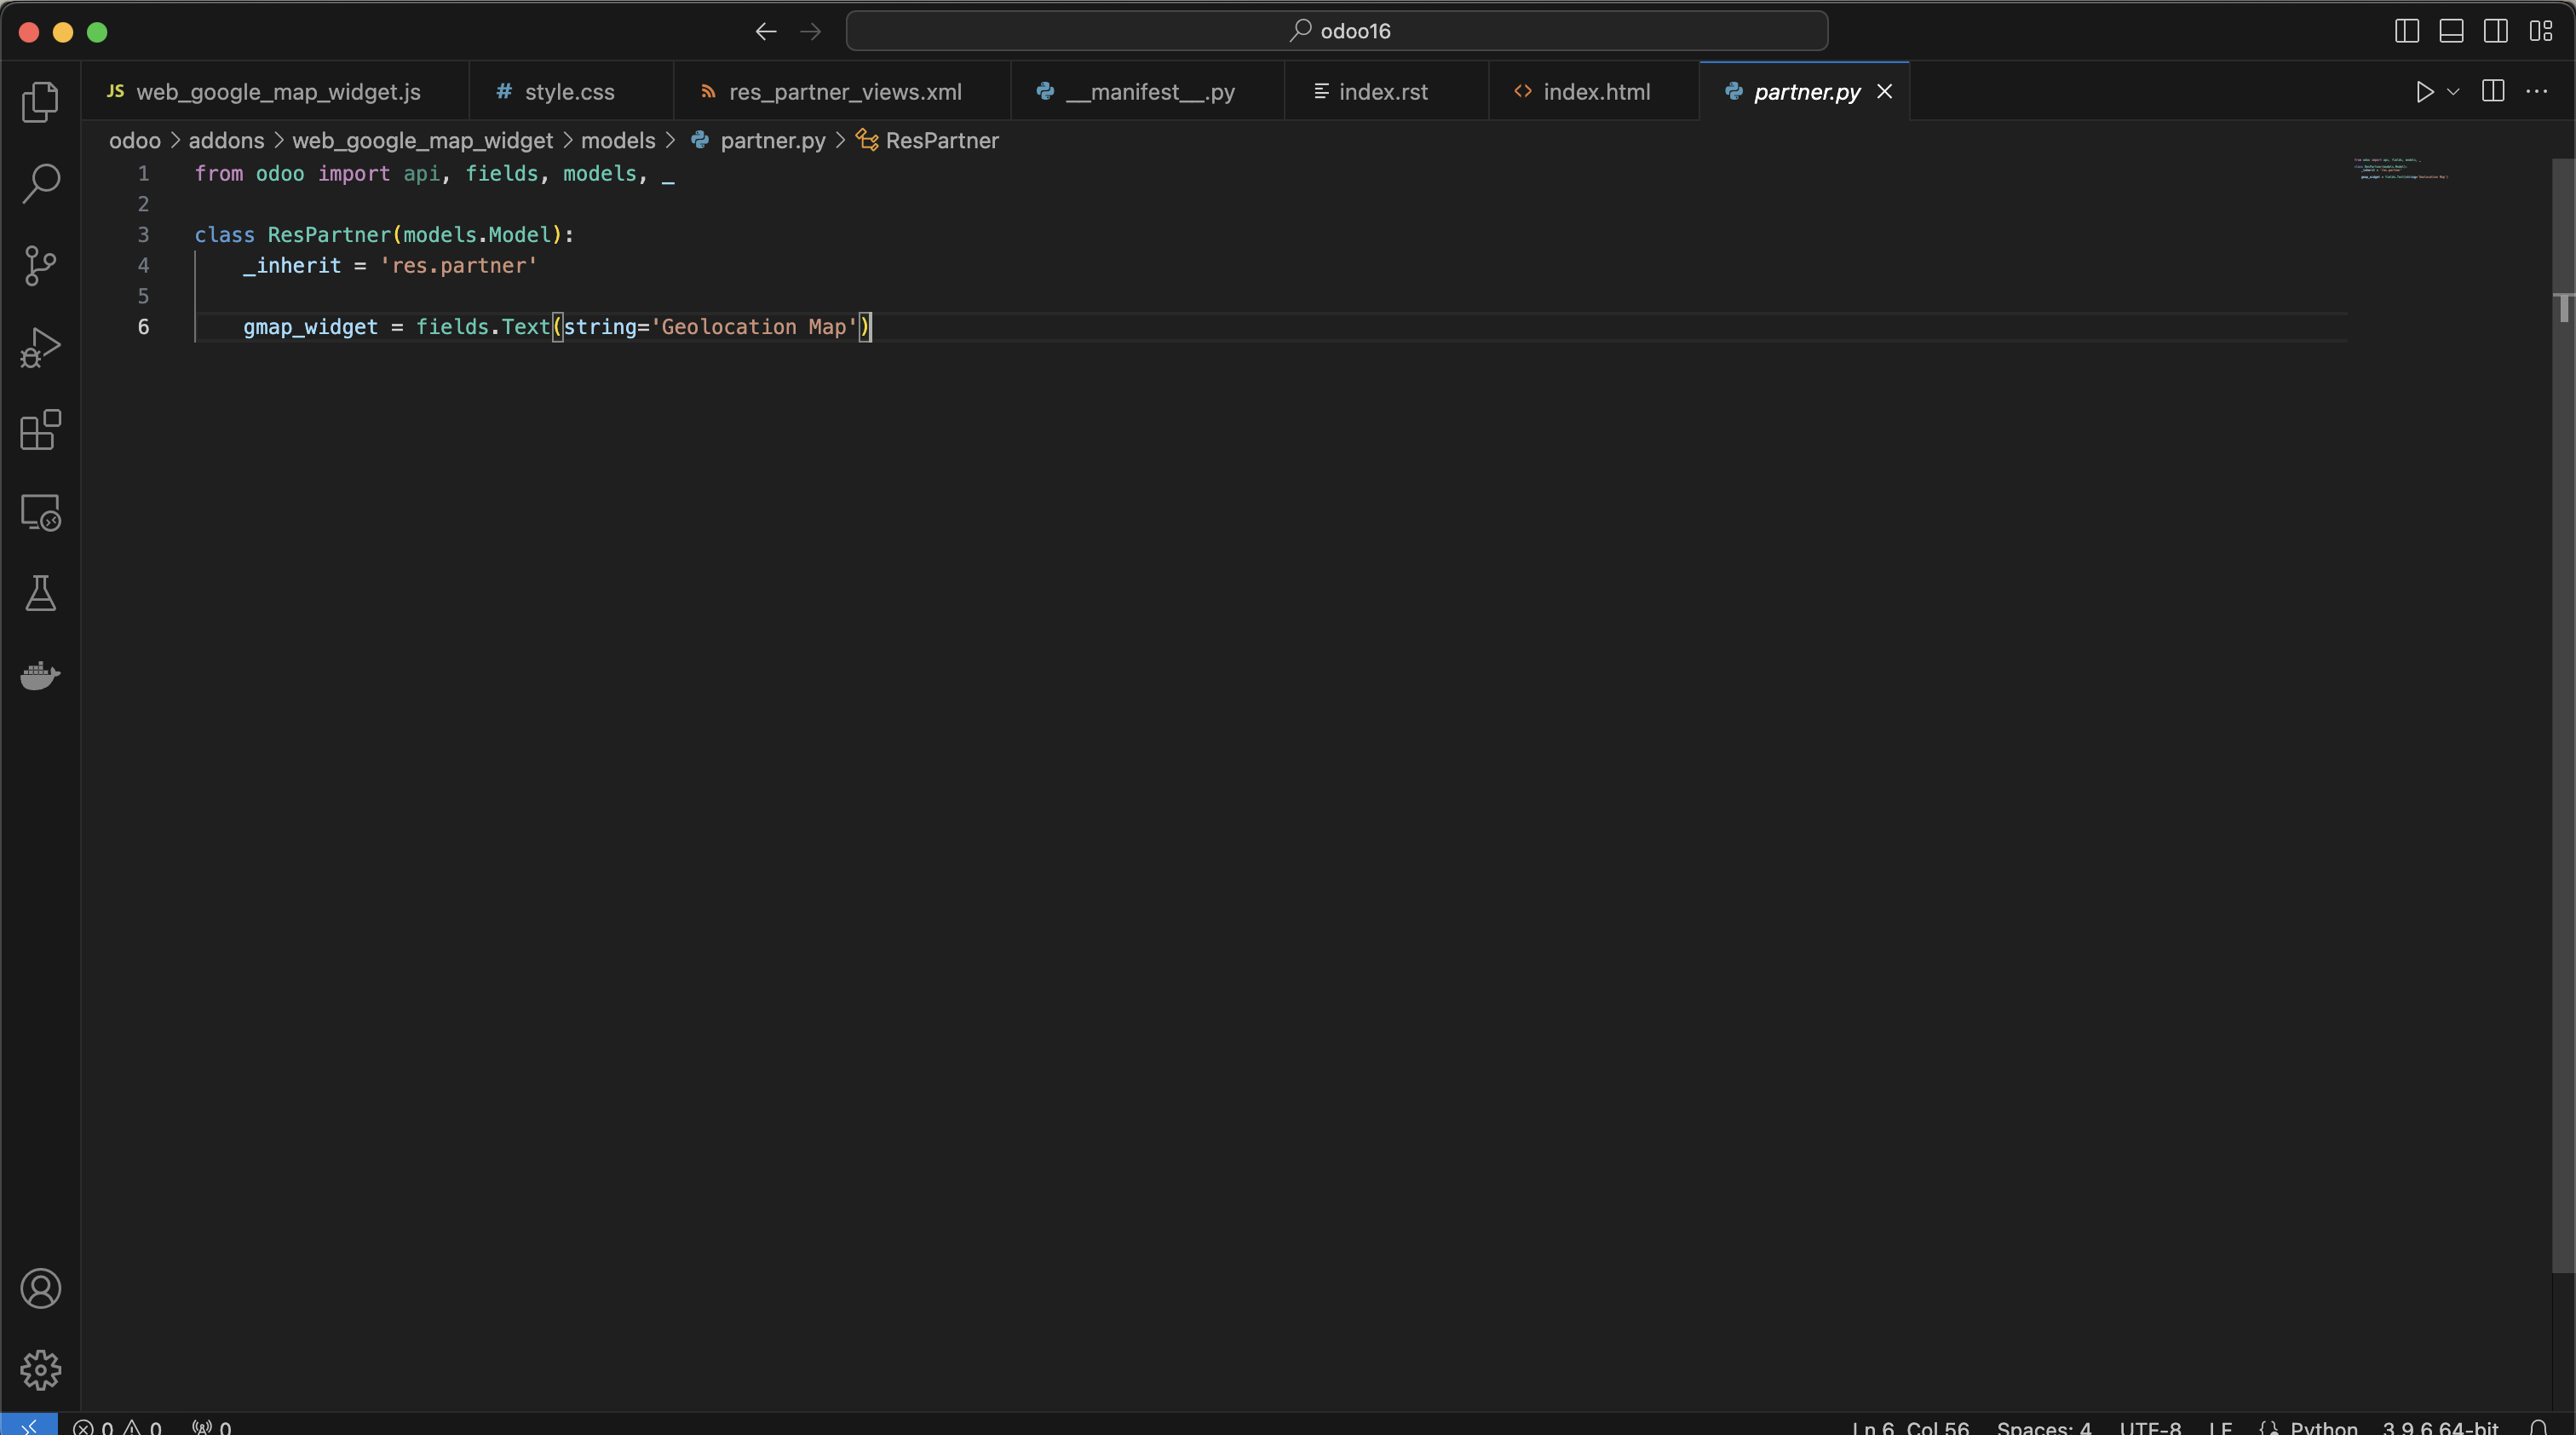 odoo16
JS web_google_map_widget.js # style.css res_partner_views.xml __manifest__.py index.rst index.html partner.py
odoo > addons > web_google_map_widget > models > partner.py > ResPartner
1 from odoo import api, fields, models, _
2
3 class ResPartner(models.Model):
4 _inherit = 'res.partner'
5
6 gmap_widget = fields.Text(string='Geolocation Map')
0 0 0 Ln 6, Col 56 Spaces: 4 UTF-8 LF Python 3.9.6 64-bit